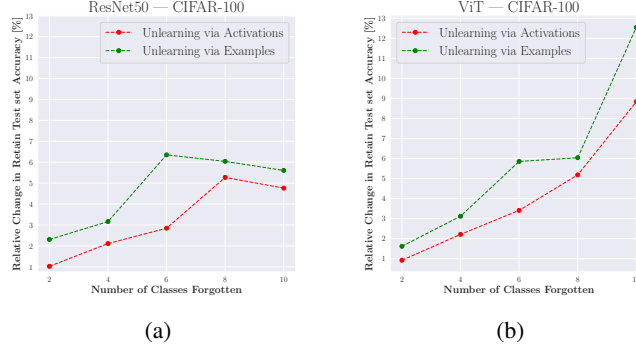 ResNet50 — CIFAR-100
Relative Change in Retain Test set Accuracy [%]
13
12
11
10
9
8
7
6
5
4
3
2
1
Unlearning via Activations
Unlearning via Examples
2
4
6
8
10
Number of Classes Forgotten
(a)
ViT — CIFAR-100
Relative Change in Retain Test set Accuracy [%]
13
12
11
10
9
8
7
6
5
4
3
2
1
Unlearning via Activations
Unlearning via Examples
2
4
6
8
Number of Classes Forgotten
(b)